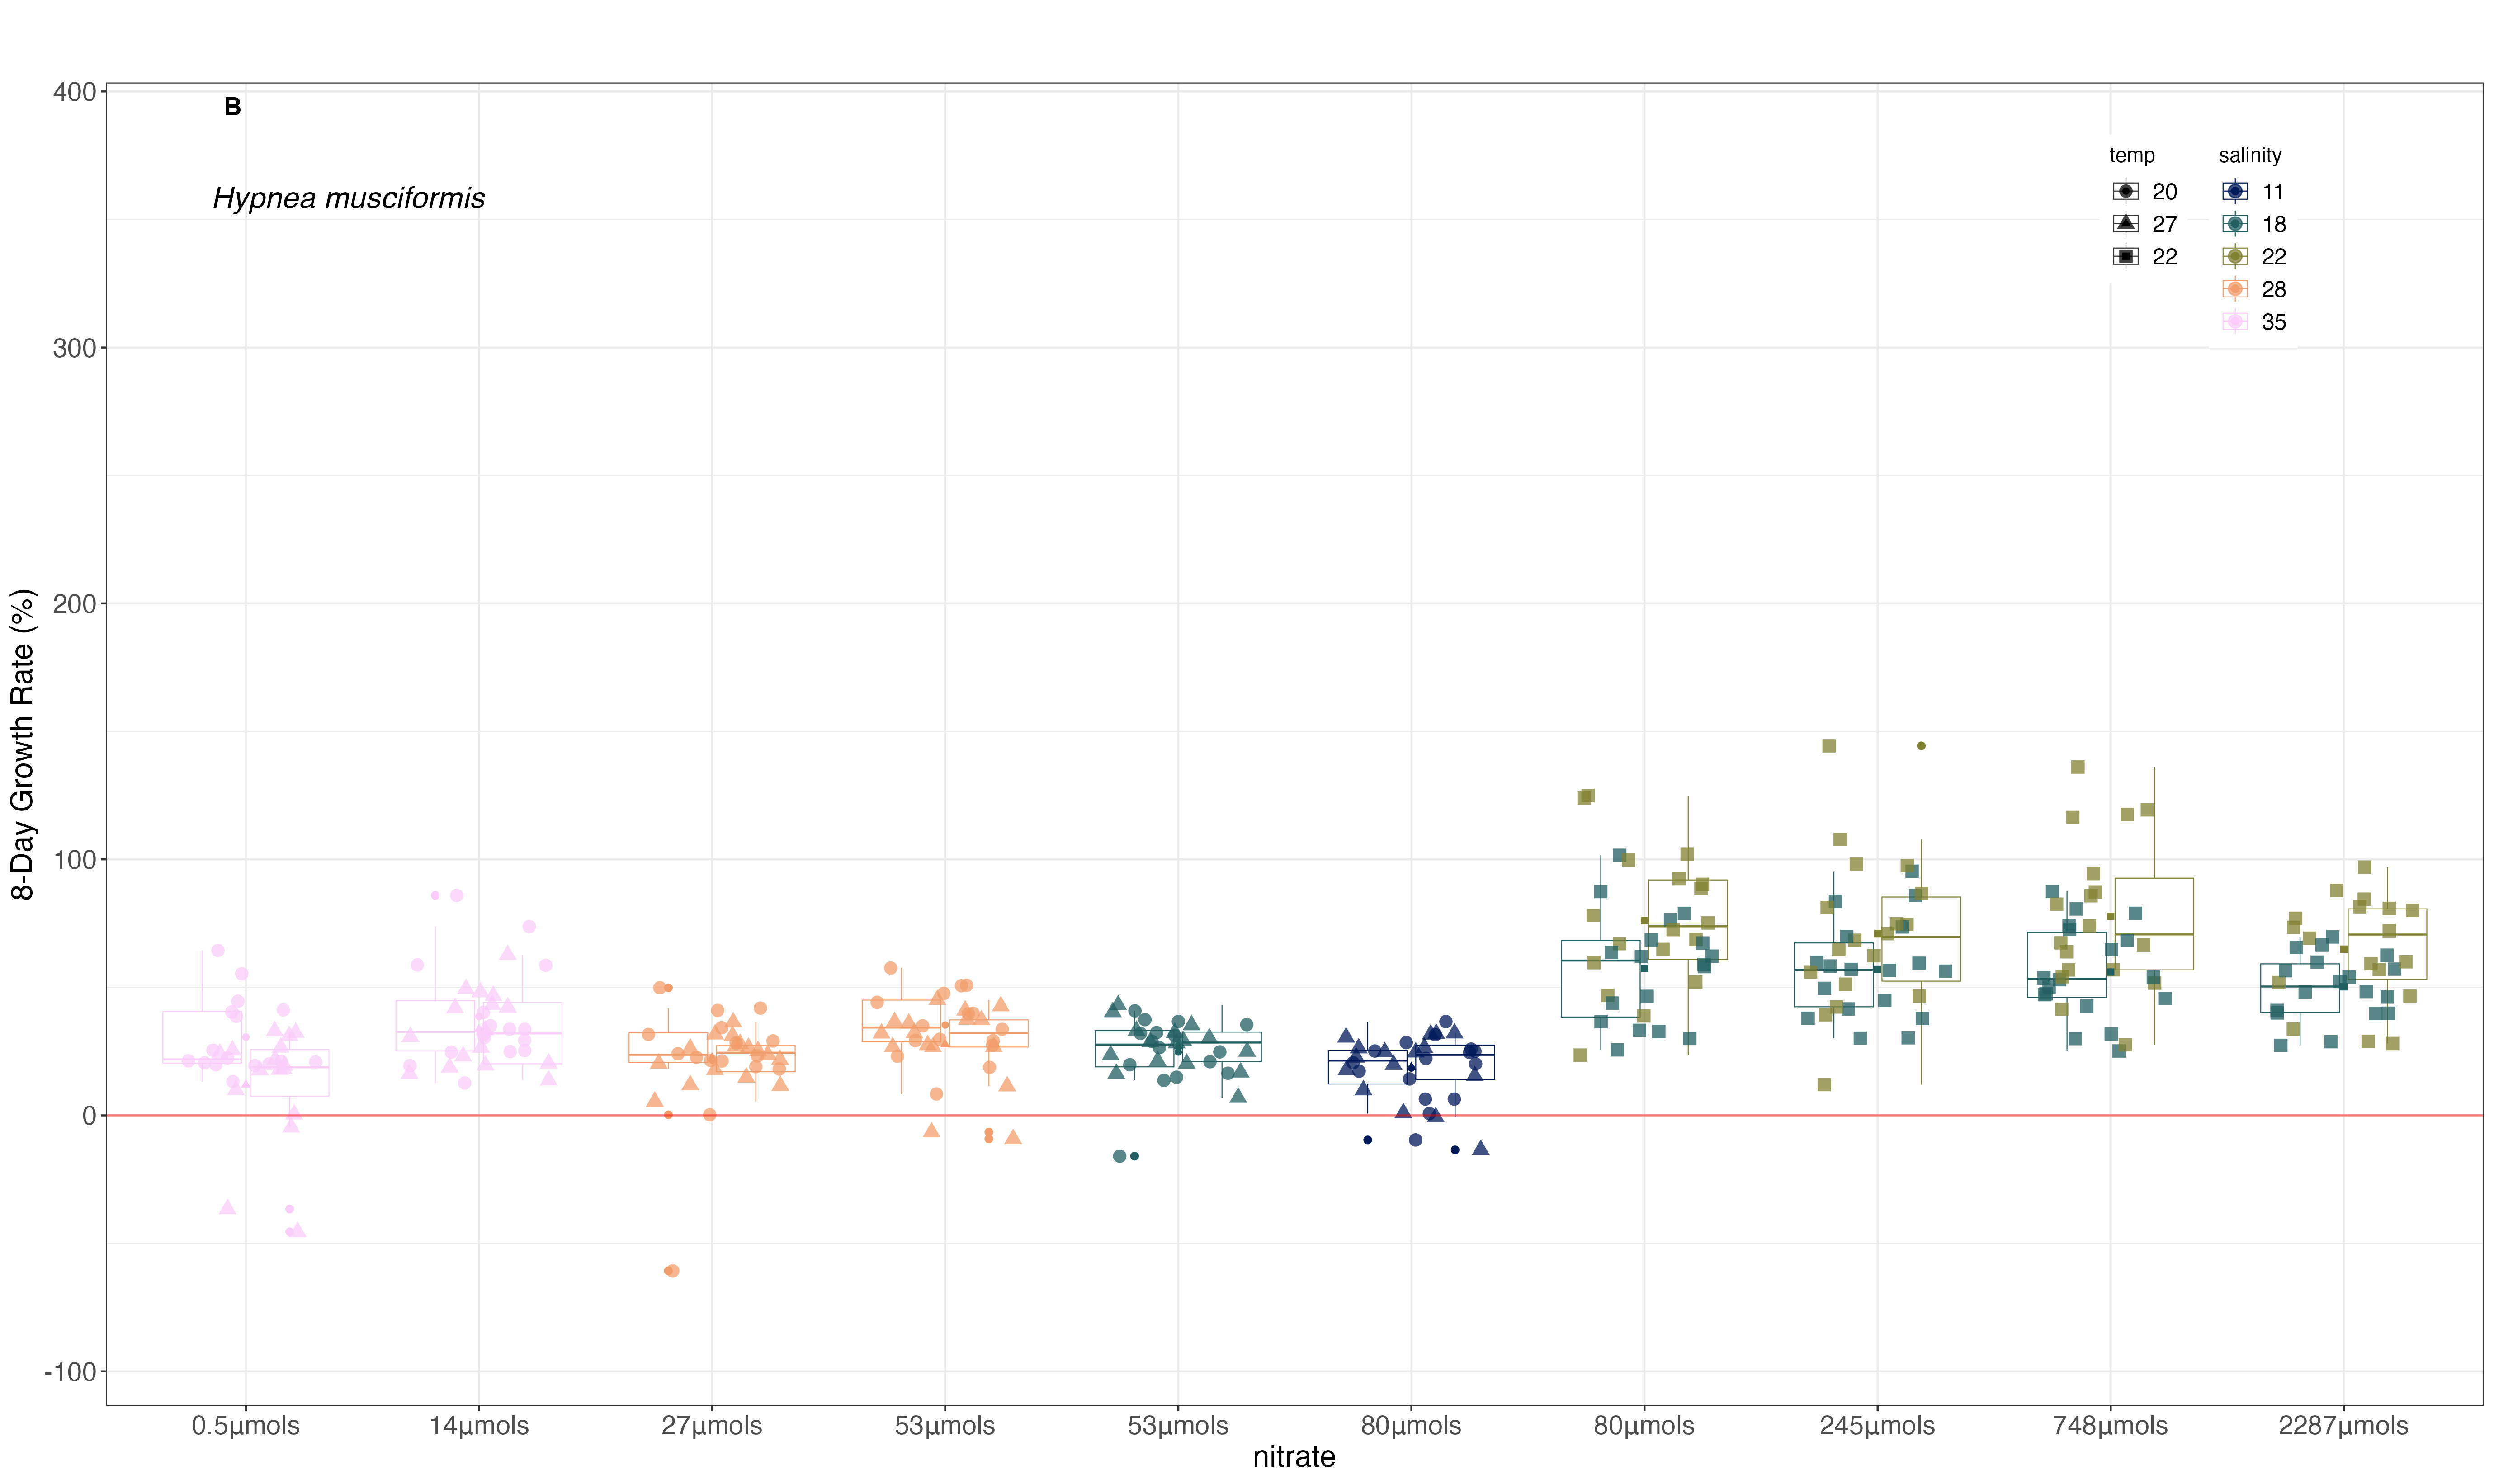 B
Hypnea musciformis
temp
20
27
22
salinity
11
18
22
28
35
8-Day Growth Rate (%)
400
300
200
100
0
-100
0.5µmols 14µmols 27µmols 53µmols 53µmols 80µmols 80µmols 245µmols 748µmols 2287µmols
nitrate